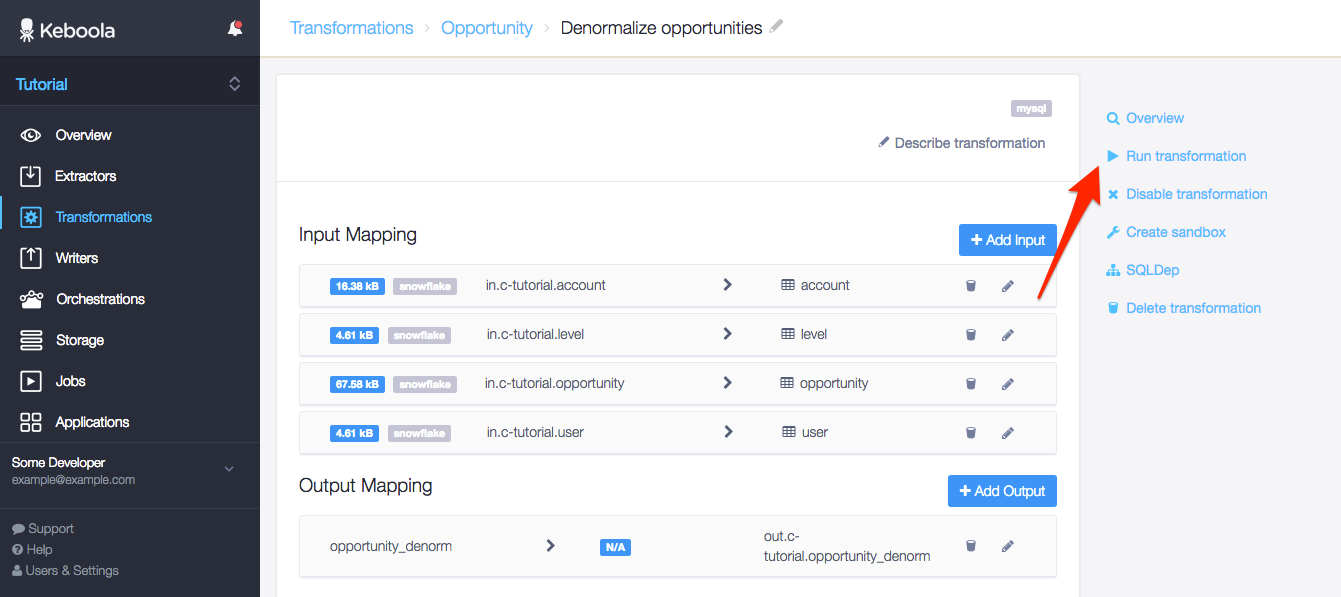 Keboola
Tutorial
Overview
Extractors
Transformations
Writers
Orchestrations
Storage
Jobs
Applications
Some Developer
example@example.com
Support
Help
Users & Settings
Transformations > Opportunity > Denormalize opportunities
mysql
Describe transformation
Input Mapping
+ Add Input
16.38 kB snowflake in.c-tutorial.account > account
4.61 kB snowflake in.c-tutorial.level > level
67.58 kB snowflake in.c-tutorial.opportunity > opportunity
4.61 kB snowflake in.c-tutorial.user > user
Output Mapping
+ Add Output
opportunity_denorm > N/A out.c-
tutorial.opportunity_denorm
Overview
Run transformation
Disable transformation
Create sandbox
SQLDep
Delete transformation